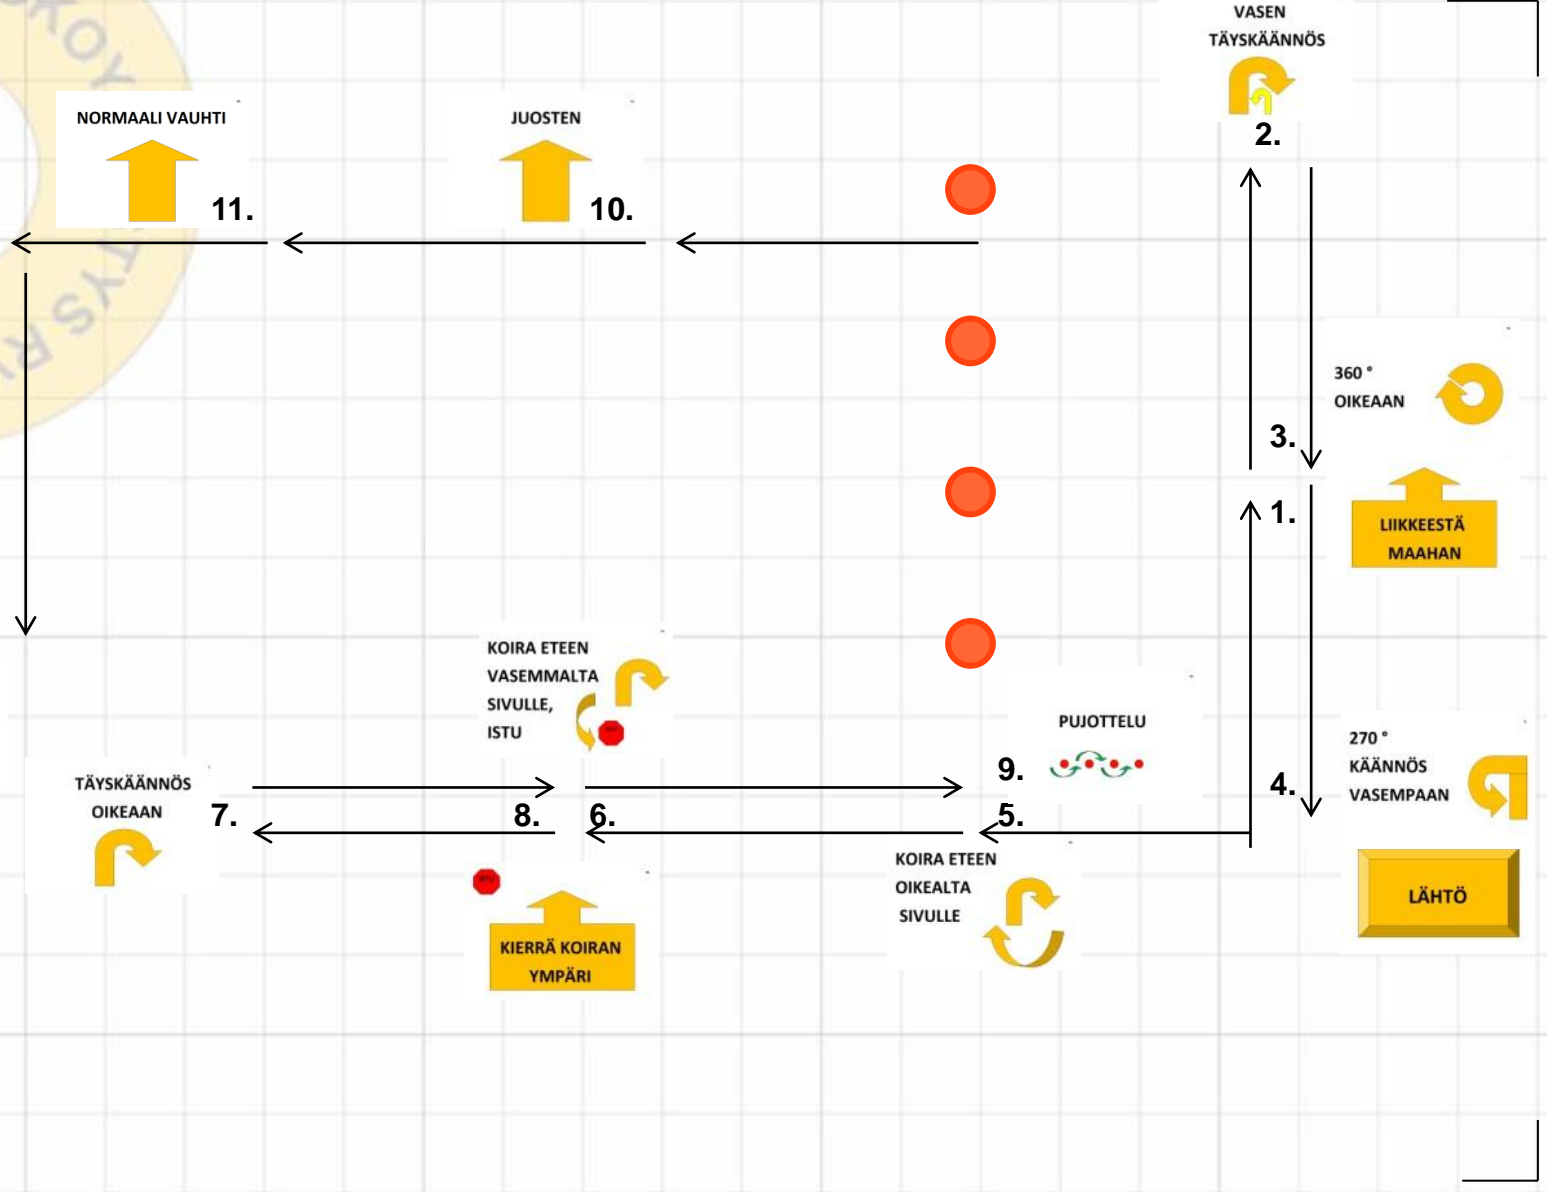 VASEN
TÄYSKÄÄNNÖS
2.
NORMAALI VAUHTI
11.
JUOSTEN
10.
360 °
OIKEAAN
3.
1.
LIIKKEESTÄ
MAAHAN
KOIRA ETEEN
VASEMMALTA
SIVULLE,
ISTU
PUJOTTELU
9.
270 °
KÄÄNNÖS
VASEMPAAN
4.
TÄYSKÄÄNNÖS
OIKEAAN
7.
8.
6.
5.
KOIRA ETEEN
OIKEALTA
SIVULLE
LÄHTÖ
KIERRÄ KOIRAN
YMPÄRI